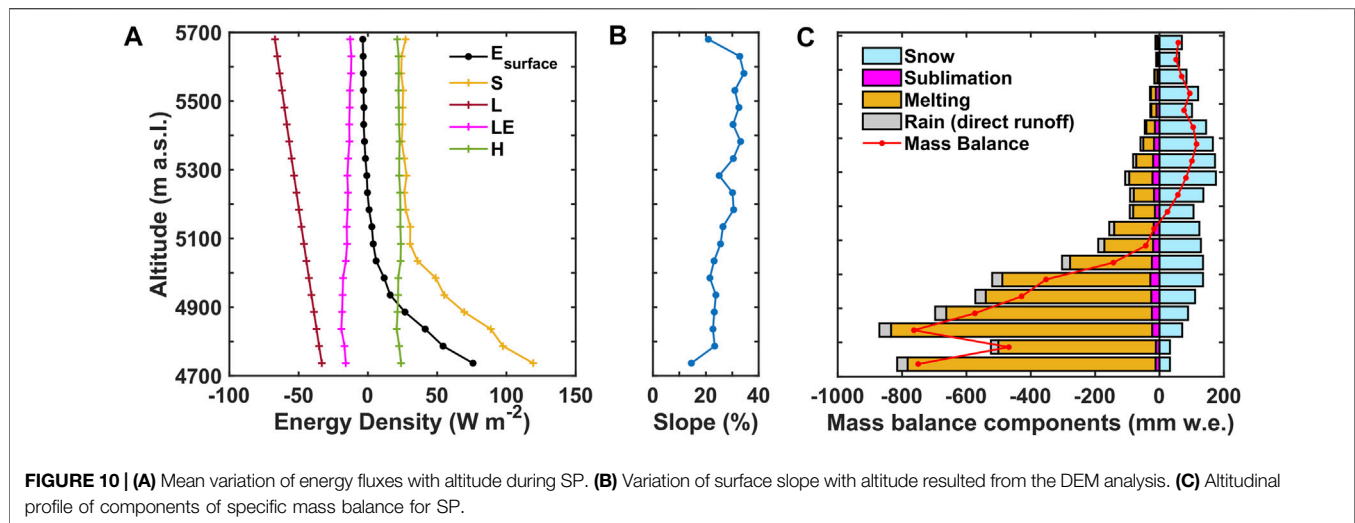 A
B
C
5700
5500
5300
5100
4900
4700
Altitude (m a.s.l.)
-100 -50 0 50 100 150
Energy Density (W m-2)
E surface
S
L
LE
H
0 20 40 60
Slope (%)
Snow
Sublimation
Melting
Rain (direct runoff)
Mass Balance
-1000 -800 -600 -400 -200 0 200
Mass balance components (mm w.e.)
FIGURE 10 | (A) Mean variation of energy fluxes with altitude during SP. (B) Variation of surface slope with altitude resulted from the DEM analysis. (C) Altitudinal
profile of components of specific mass balance for SP.